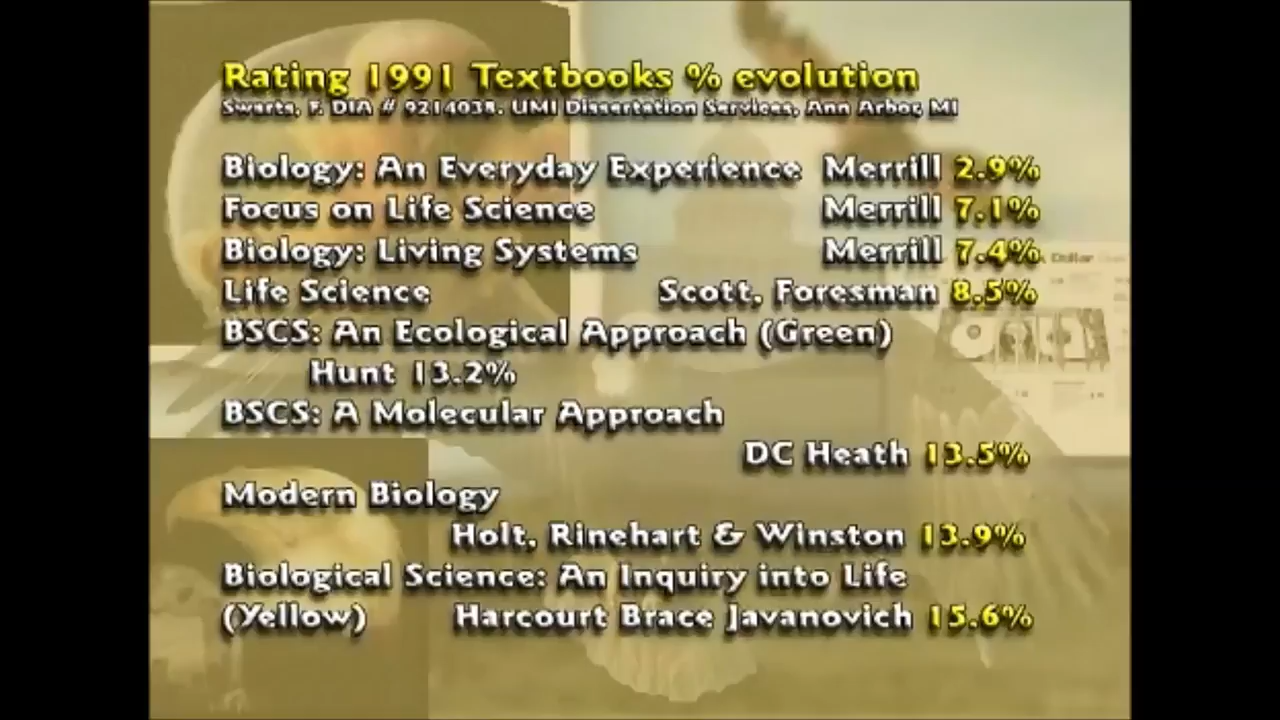 Rating 1991 Textbooks % evolution
Swarts, F. DIA # 9214038. UMI Dissertation Services, Ann Arbor, MI
Biology: An Everyday Experience Merrill 2.9%
Focus on Life Science Merrill 7.1%
Biology: Living Systems Merrill 7.4%
Life Science Scott, Foresman 8.5%
BSCS: An Ecological Approach (Green)
Hunt 13.2%
BSCS: A Molecular Approach
DC Heath 13.5%
Modern Biology
Holt, Rinehart & Winston 13.9%
Biological Science: An Inquiry into Life
(Yellow) Harcourt Brace Javanovich 15.6%